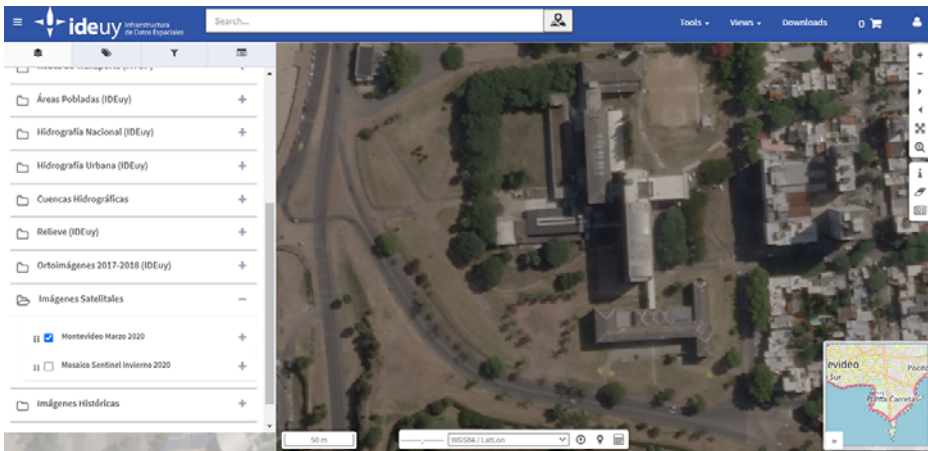 ideuy Infraestructura
de Datos Espaciales
Search...
Tools
Views
Downloads
0
Áreas Pobladas (IDEuy)
Hidrografía Nacional (IDEuy)
Hidrografía Urbana (IDEuy)
Cuencas Hidrográficas
Relieve (IDEuy)
Ortoimágenes 2017-2018 (IDEuy)
Imágenes Satelitales
Montevideo Marzo 2020
Mosaico Sentinel Invierno 2020
Imágenes Históricas
50 m
WGS84 / LatLon
evideo
Sur
Pocito
Punta Carretas